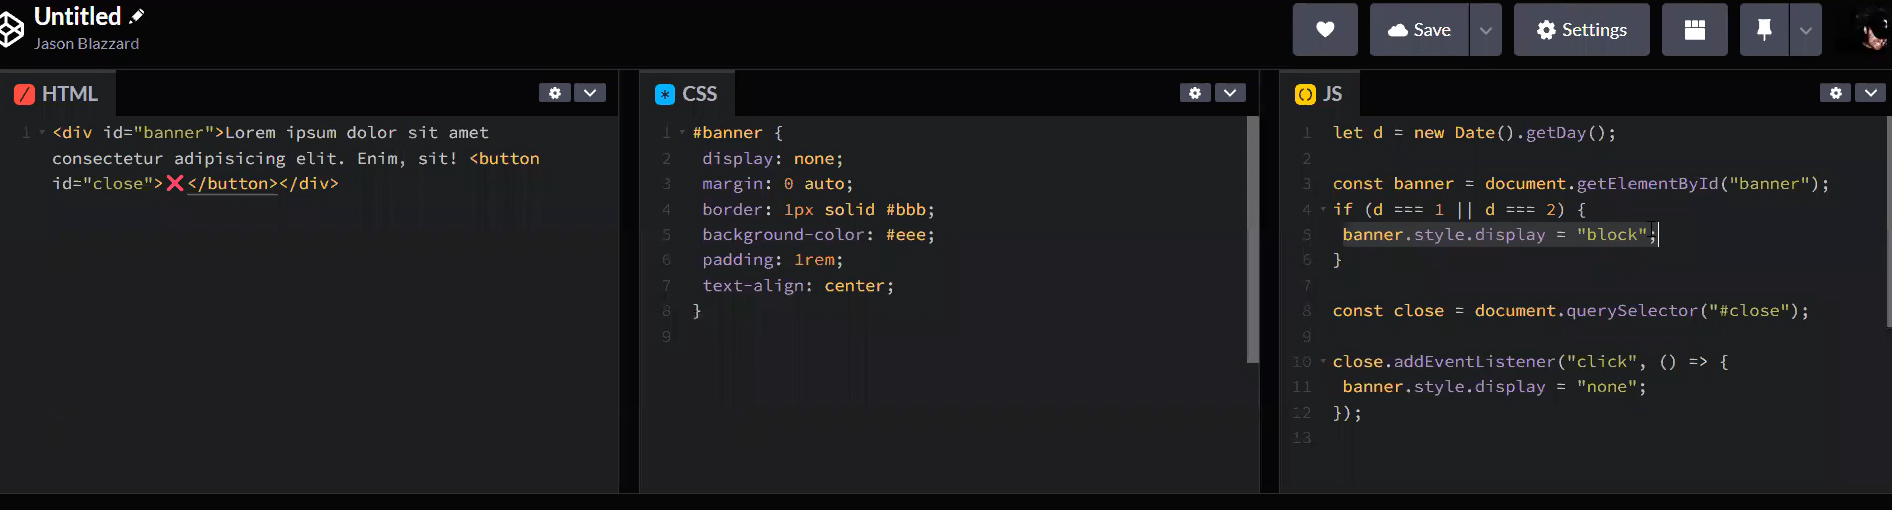 Untitled
Jason Blazzard
Save
Settings
HTML
1 <div id="banner">Lorem ipsum dolor sit amet
consectetur adipisicing elit. Enim, sit! <button
id="close">❌</button></div>
CSS
1 #banner {
2 display: none;
3 margin: 0 auto;
4 border: 1px solid #bbb;
5 background-color: #eee;
6 padding: 1rem;
7 text-align: center;
8 }
9
JS
1 let d = new Date().getDay();
2
3 const banner = document.getElementById("banner");
4 if (d === 1 || d === 2) {
5 banner.style.display = "block";
6 }
7
8 const close = document.querySelector("#close");
9
10 close.addEventListener("click", () => {
11 banner.style.display = "none";
12 });
13